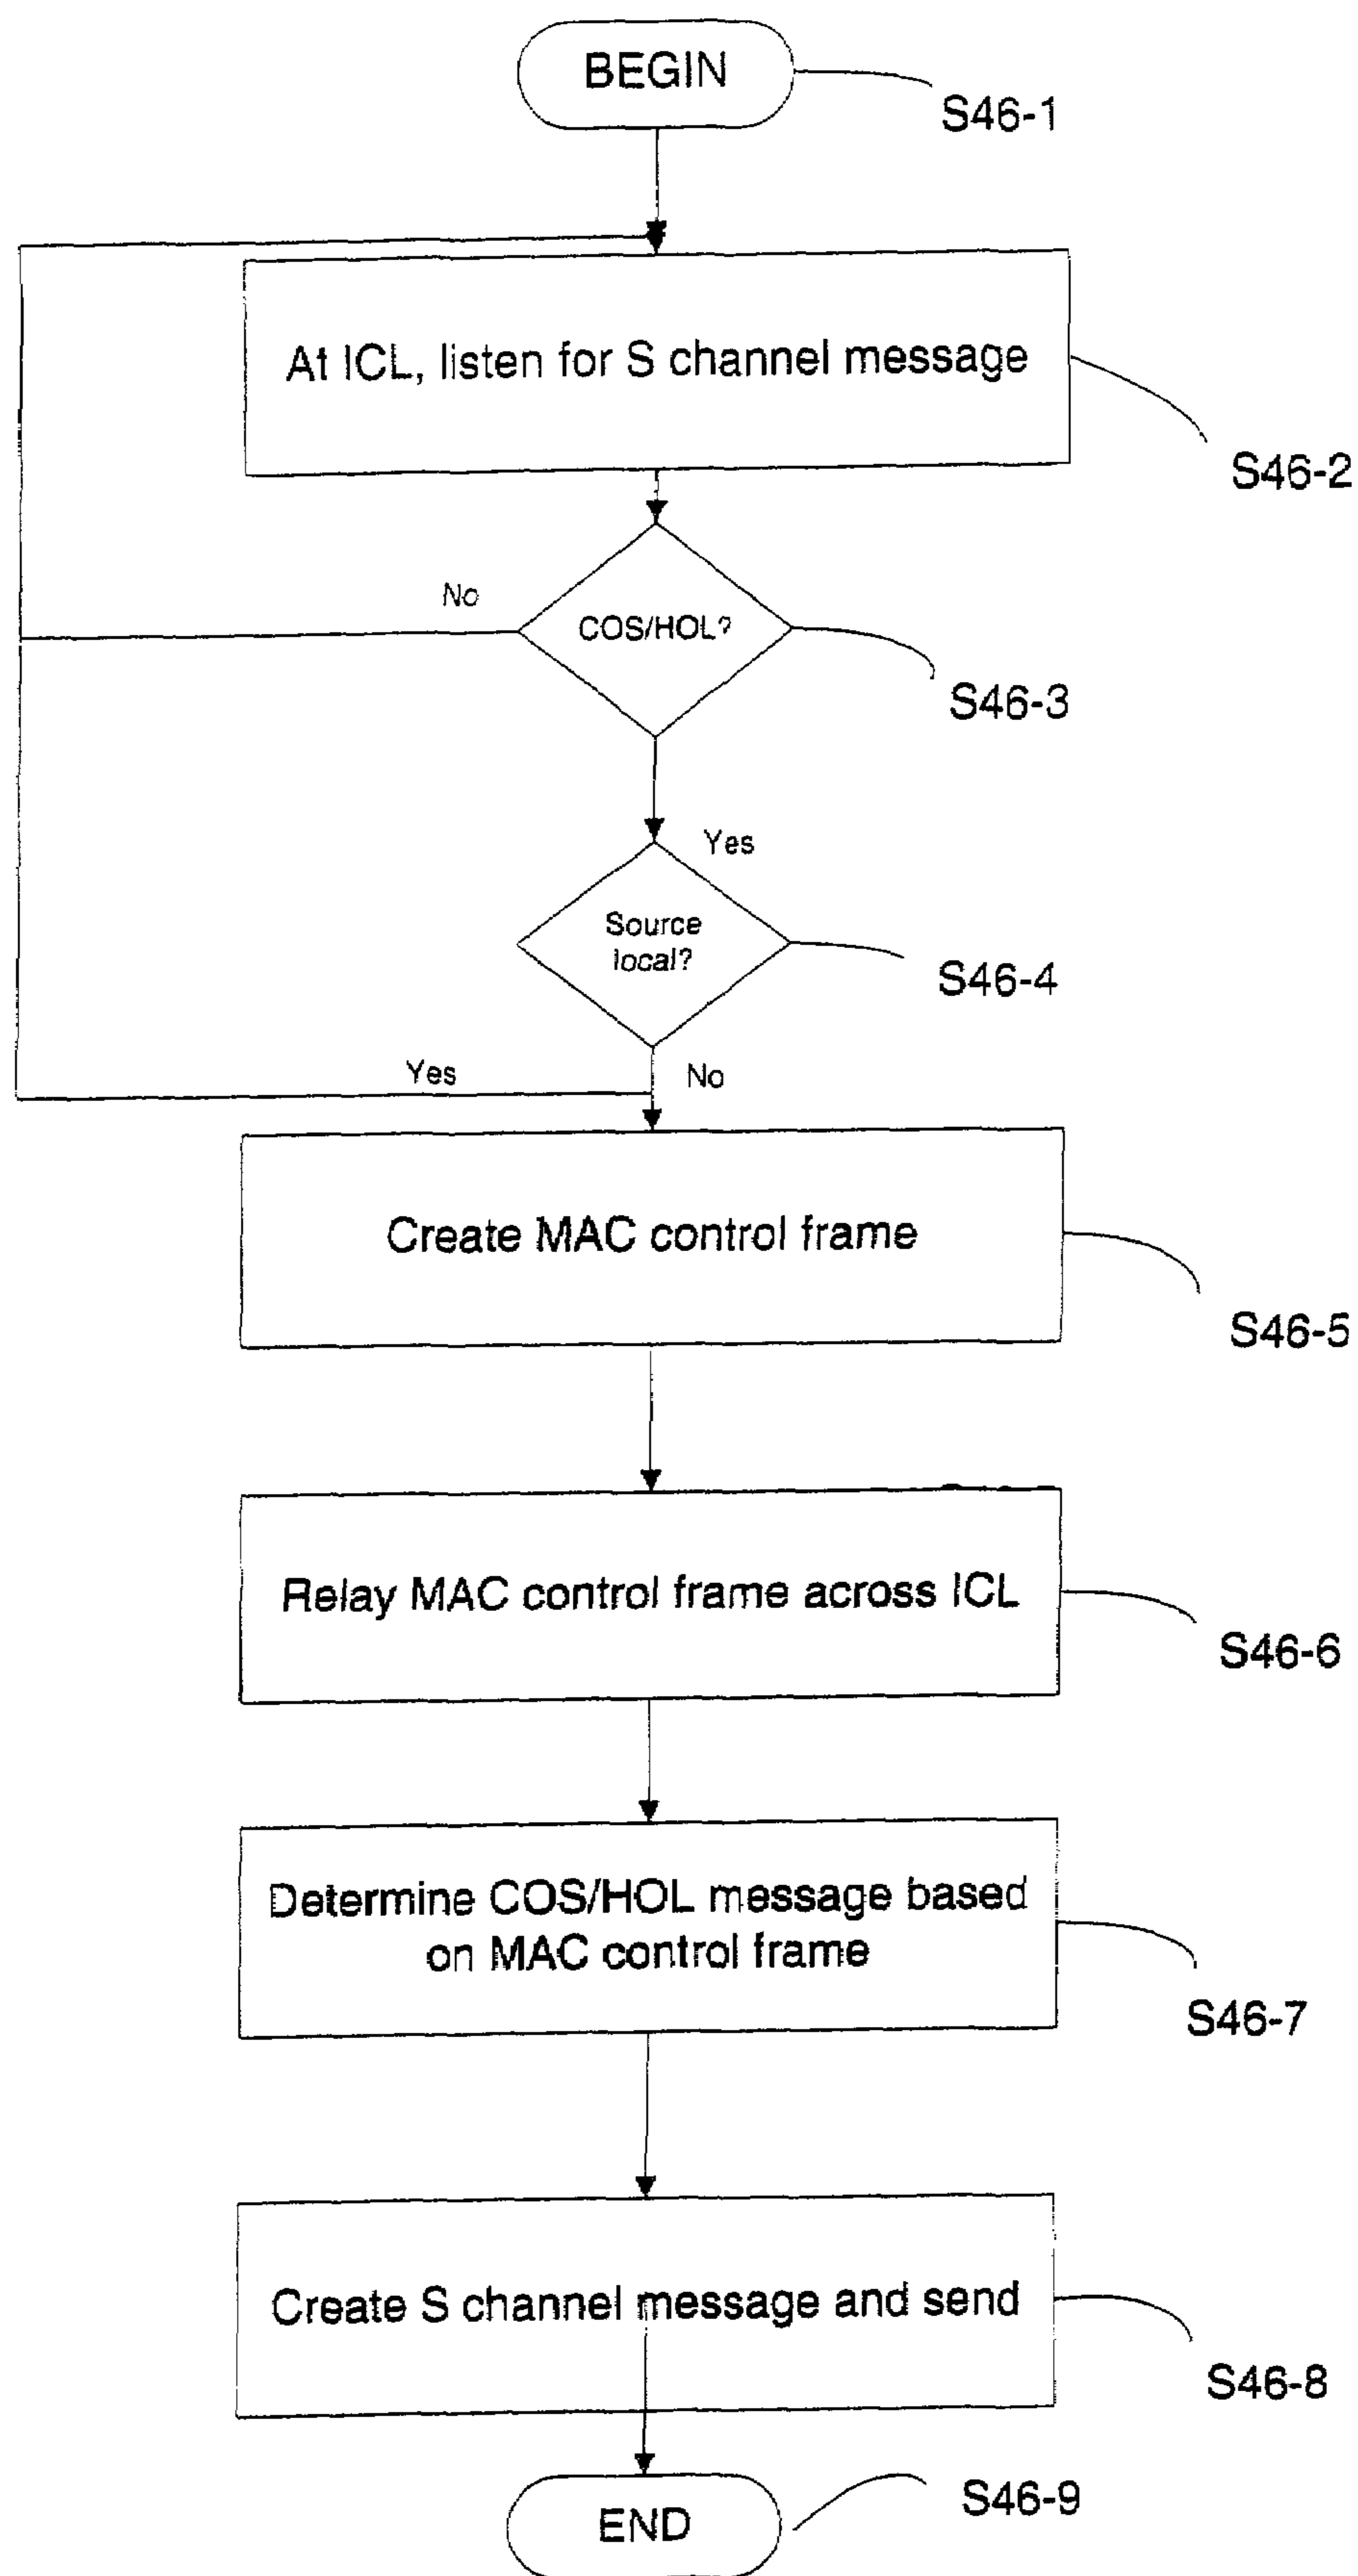 BEGIN
S46-1
At ICL, listen for S channel message
S46-2
No
COS/HOL?
S46-3
Yes
Source
local?
S46-4
Yes
No
Create MAC control frame
S46-5
Relay MAC control frame across ICL
S46-6
Determine COS/HOL message based
on MAC control frame
S46-7
Create S channel message and send
S46-8
END
S46-9